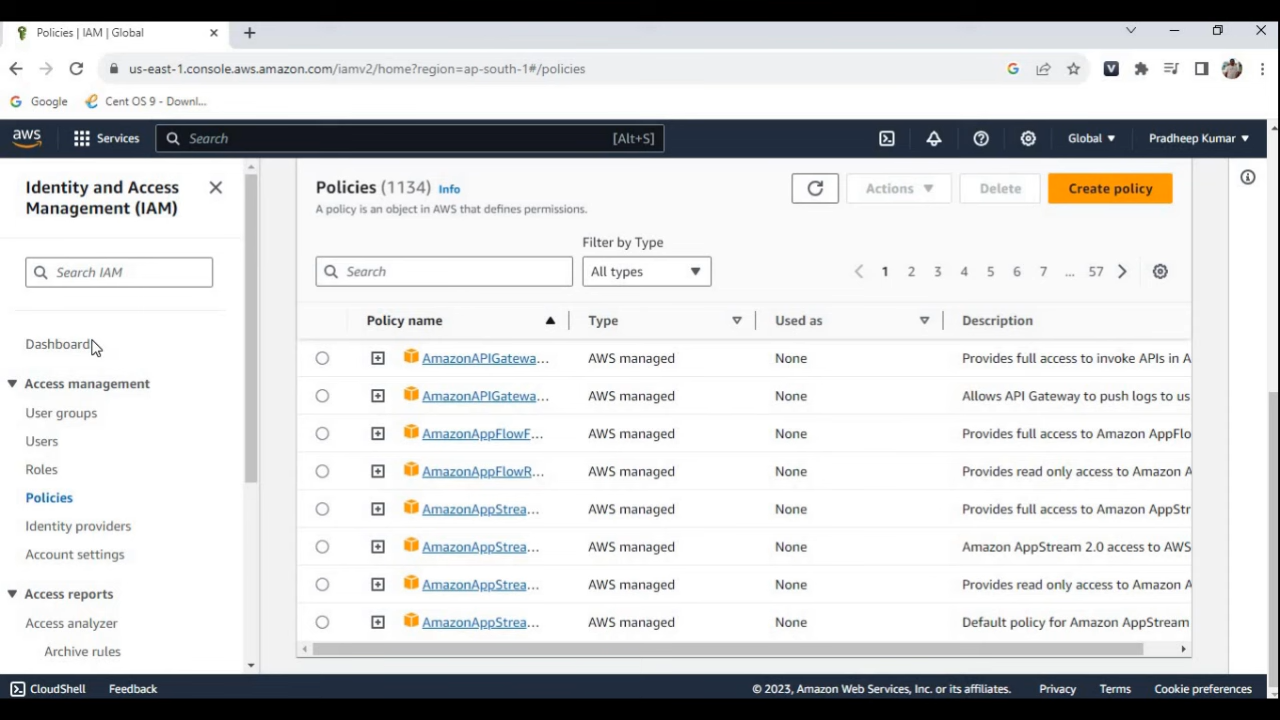 Policies | IAM | Global
us-east-1.console.aws.amazon.com/iamv2/home?region=ap-south-1#/policies
Google
Cent OS 9 - Downl...
aws
Services
Search
[Alt+S]
Global
Pradheep Kumar
Identity and Access
Management (IAM)
Search IAM
Dashboard
Access management
User groups
Users
Roles
Policies
Identity providers
Account settings
Access reports
Access analyzer
Archive rules
Policies (1134) Info
A policy is an object in AWS that defines permissions.
Actions
Delete
Create policy
Filter by Type
Search
All types
1 2 3 4 5 6 7 ... 57
Policy name Type Used as Description
AmazonAPIGatewa... AWS managed None Provides full access to invoke APIs in A
AmazonAPIGatewa... AWS managed None Allows API Gateway to push logs to us
AmazonAppFlowF... AWS managed None Provides full access to Amazon AppFlo
AmazonAppFlowR... AWS managed None Provides read only access to Amazon A
AmazonAppStrea... AWS managed None Provides full access to Amazon AppStr
AmazonAppStrea... AWS managed None Amazon AppStream 2.0 access to AWS
AmazonAppStrea... AWS managed None Provides read only access to Amazon A
AmazonAppStrea... AWS managed None Default policy for Amazon AppStream
CloudShell
Feedback
© 2023, Amazon Web Services, Inc. or its affiliates.
Privacy
Terms
Cookie preferences